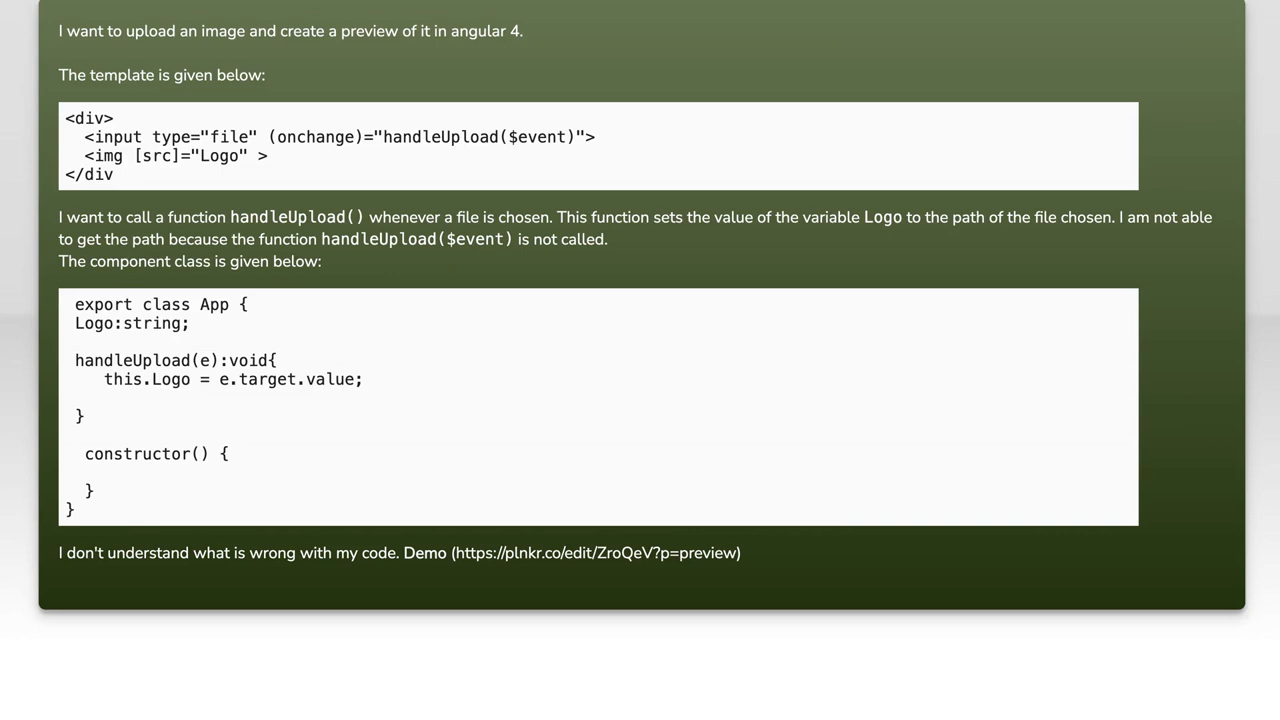 I want to upload an image and create a preview of it in angular 4.
The template is given below:
<div>
<input type="file" (onchange)="handleUpload($event)">
<img [src]="Logo" >
</div
I want to call a function handleUpload() whenever a file is chosen. This function sets the value of the variable Logo to the path of the file chosen. I am not able
to get the path because the function handleUpload($event) is not called.
The component class is given below:
export class App {
Logo:string;
handleUpload(e):void{
this.Logo = e.target.value;
}
constructor() {
}
}
I don't understand what is wrong with my code. Demo (https://plnkr.co/edit/ZroQeV?p=preview)